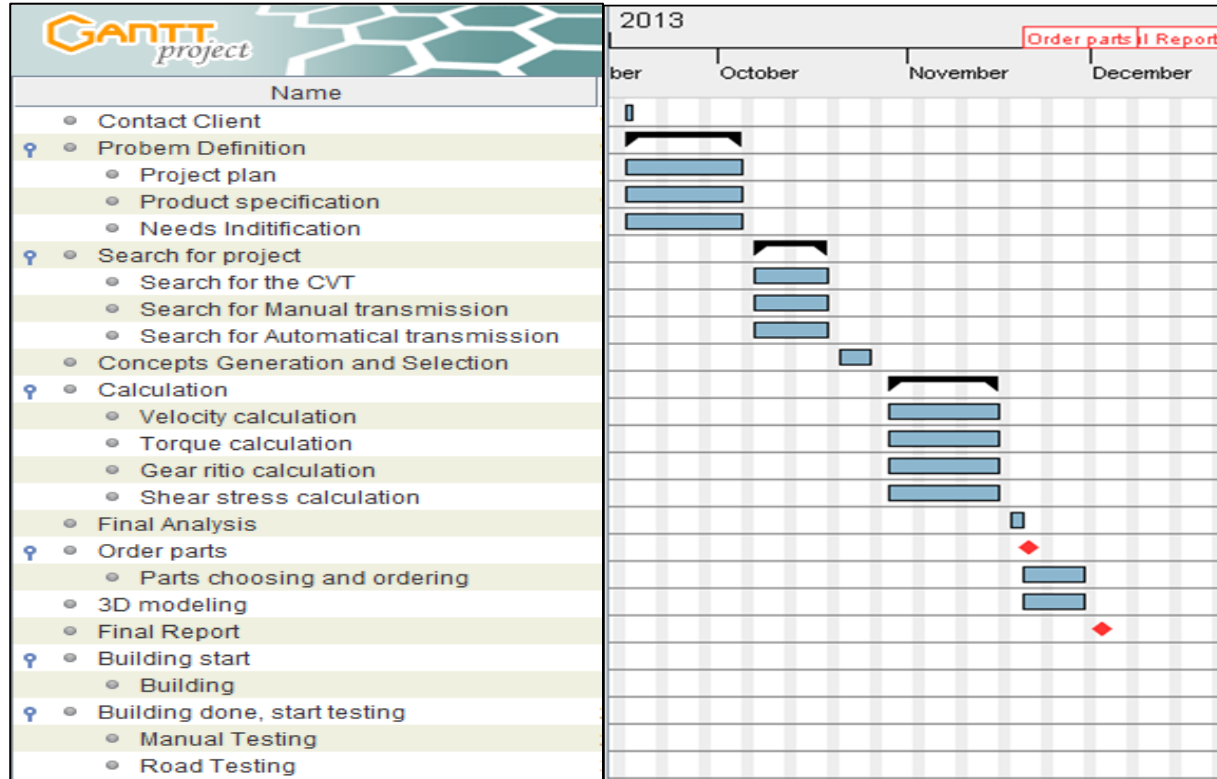 GANTT
project
Name
Contact Client
Probem Definition
Project plan
Product specification
Needs Inditification
Search for project
Search for the CVT
Search for Manual transmission
Search for Automatical transmission
Concepts Generation and Selection
Calculation
Velocity calculation
Torque calculation
Gear ritio calculation
Shear stress calculation
Final Analysis
Order parts
Parts choosing and ordering
3D modeling
Final Report
Building start
Building
Building done, start testing
Manual Testing
Road Testing
2013
Order parts l Report
ber October November December